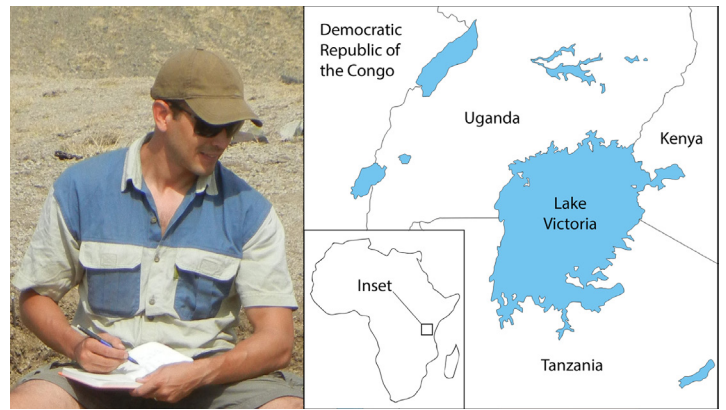 Democratic
Republic of
the Congo
Uganda
Kenya
Lake
Victoria
Inset
Tanzania